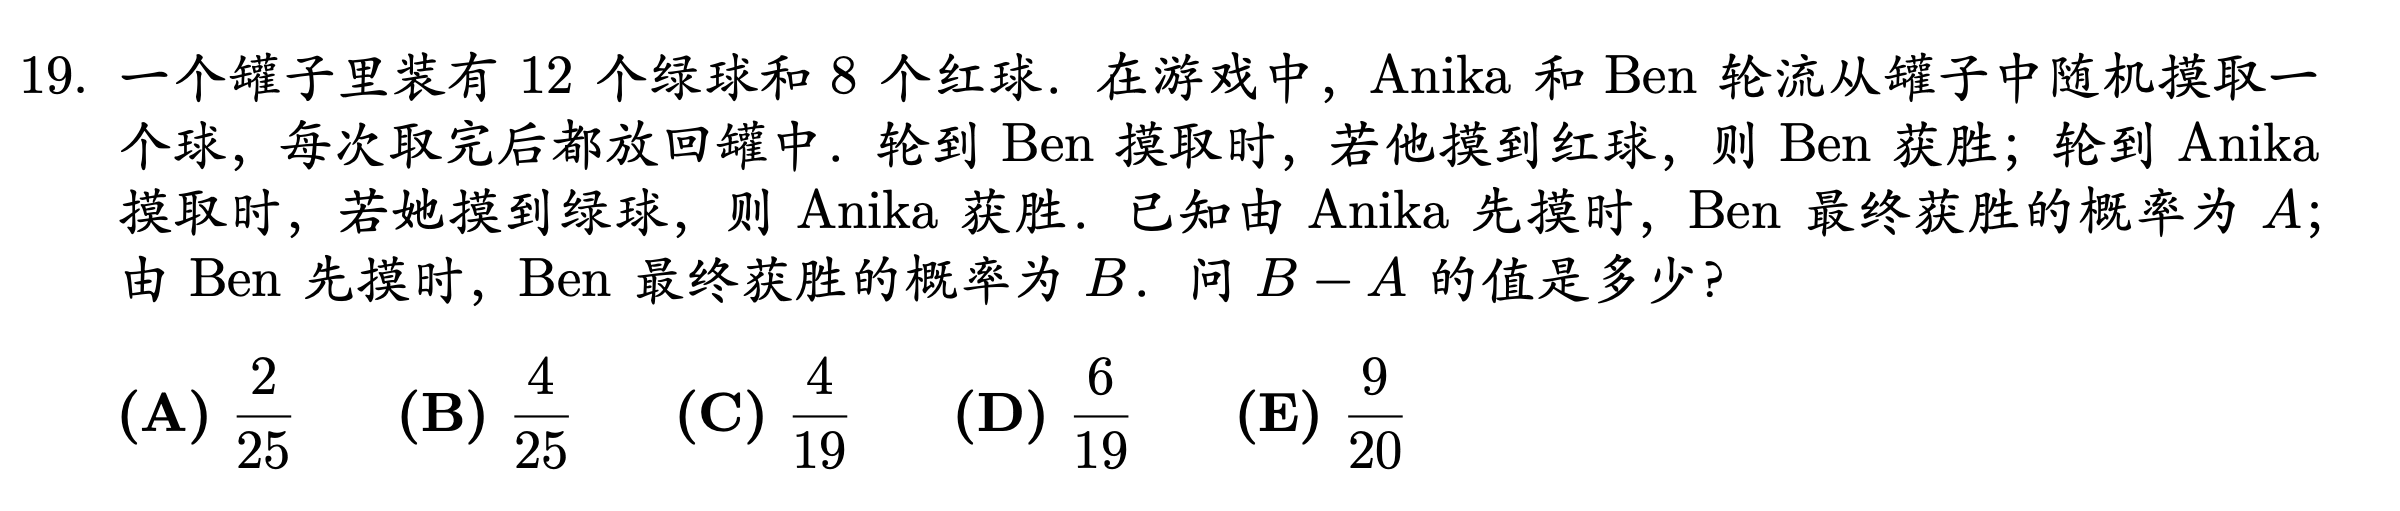 19. 一个罐子里装有 12 个绿球和 8 个红球．在游戏中，Anika 和 Ben 轮流从罐子中随机摸取一
个球，每次取完后都放回罐中．轮到 Ben 摸取时，若他摸到红球，则 Ben 获胜；轮到 Anika
摸取时，若她摸到绿球，则 Anika 获胜．已知由 Anika 先摸时，Ben 最终获胜的概率为 A；
由 Ben 先摸时，Ben 最终获胜的概率为 B．问 B − A 的值是多少？
(A) 2/25 (B) 4/25 (C) 4/19 (D) 6/19 (E) 9/20